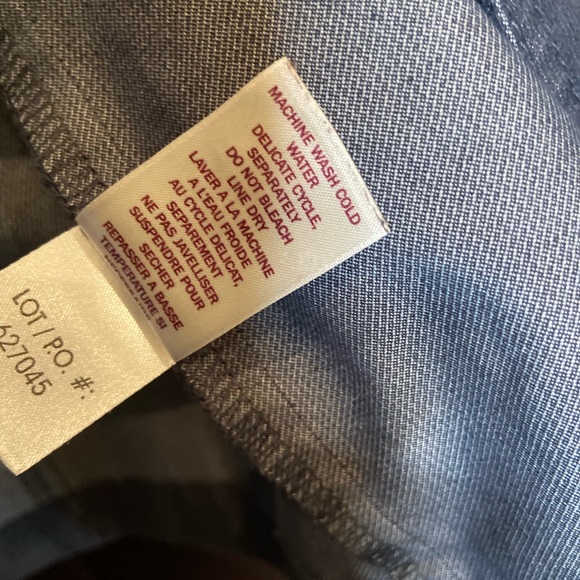 MACHINE WASH COLD
WATER
DELICATE CYCLE,
SEPARATELY
DO NOT BLEACH
LINE DRY
LAVER A LA MACHINE
A L'EAU FROIDE
AU CYCLE DELICAT,
SEPAREMENT
NE PAS JAVELLISER
SUSPENDRE POUR
SECHER
REPASSER A BASSE
TEMPERATURE SI
LOT / P.O. #:
627045